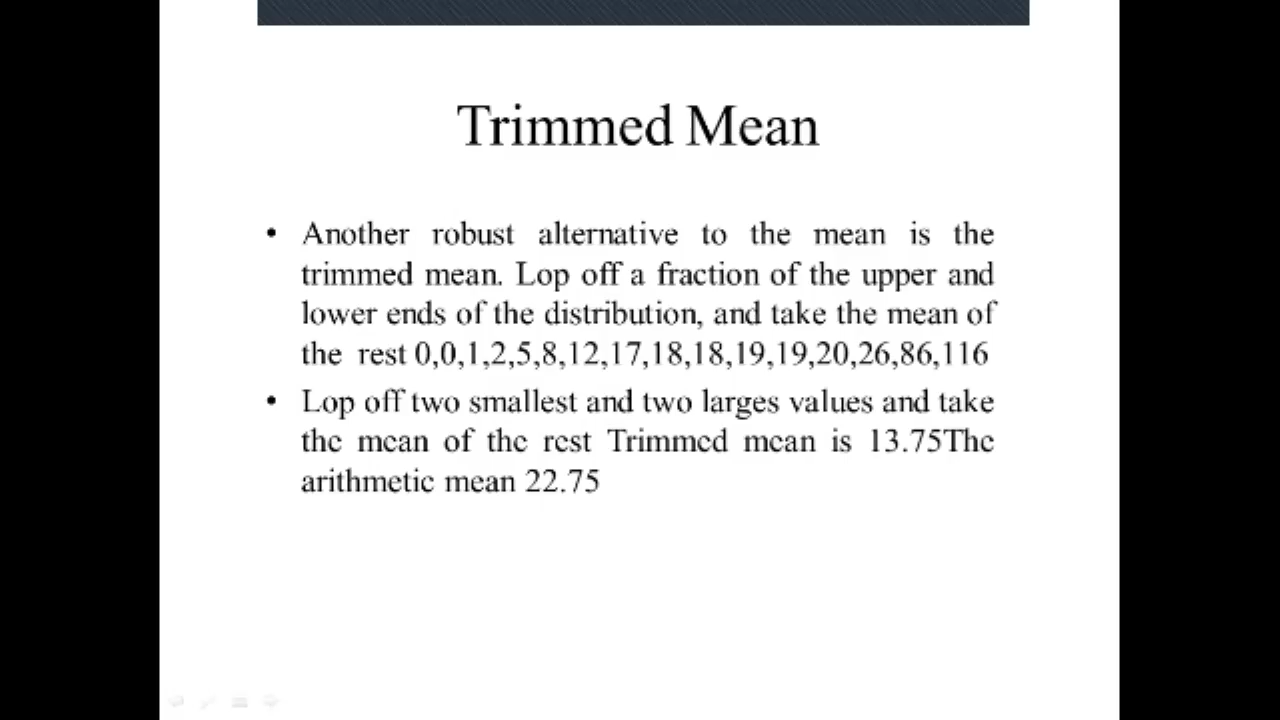 Trimmed Mean
• Another robust alternative to the mean is the
trimmed mean. Lop off a fraction of the upper and
lower ends of the distribution, and take the mean of
the rest 0,0,1,2,5,8,12,17,18,18,19,19,20,26,86,116
• Lop off two smallest and two larges values and take
the mean of the rest Trimmed mean is 13.75The
arithmetic mean 22.75